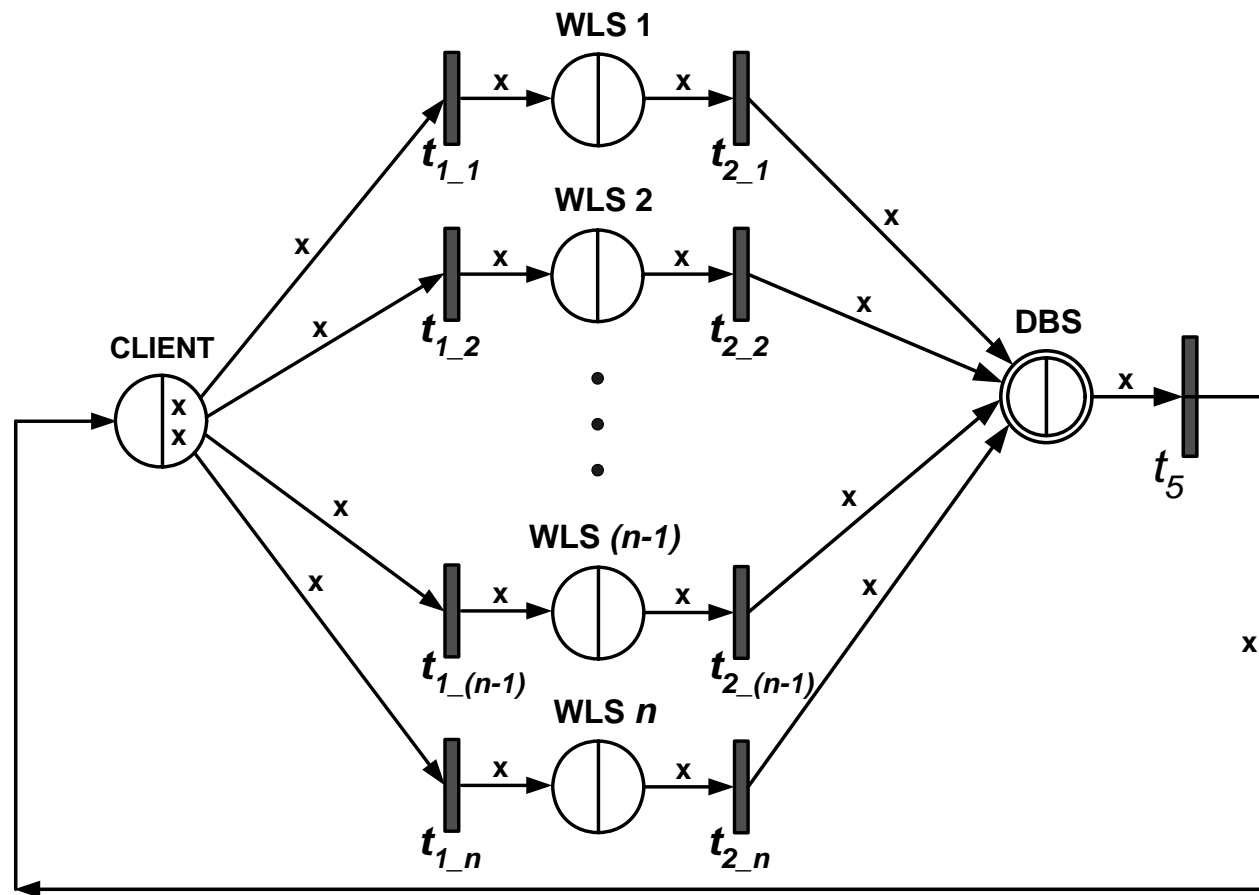 WLS 1
x
x
t1_1
t2_1
WLS 2
x
x
x
x
x
t1_2
t2_2
x
x
CLIENT
DBS
x
x
x
t5
x
x
WLS (n-1)
x
x
x
x
x
t1_(n-1)
t2_(n-1)
WLS n
x
x
t1_n
t2_n